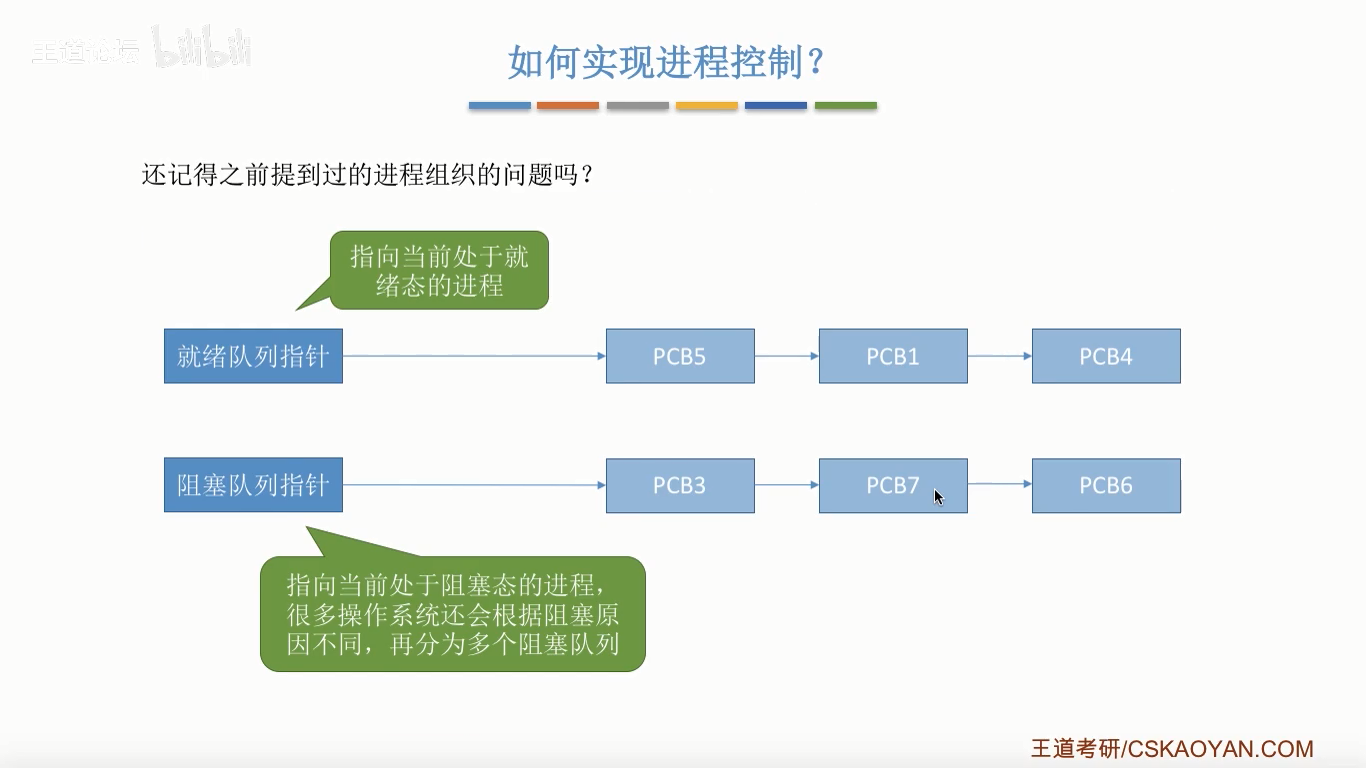 王道论坛 bilibili
如何实现进程控制？
还记得之前提到过的进程组织的问题吗？
指向当前处于就
绪态的进程
就绪队列指针
PCB5
PCB1
PCB4
阻塞队列指针
PCB3
PCB7
PCB6
指向当前处于阻塞态的进程，
很多操作系统还会根据阻塞原
因不同，再分为多个阻塞队列
王道考研/CSKAOYAN.COM